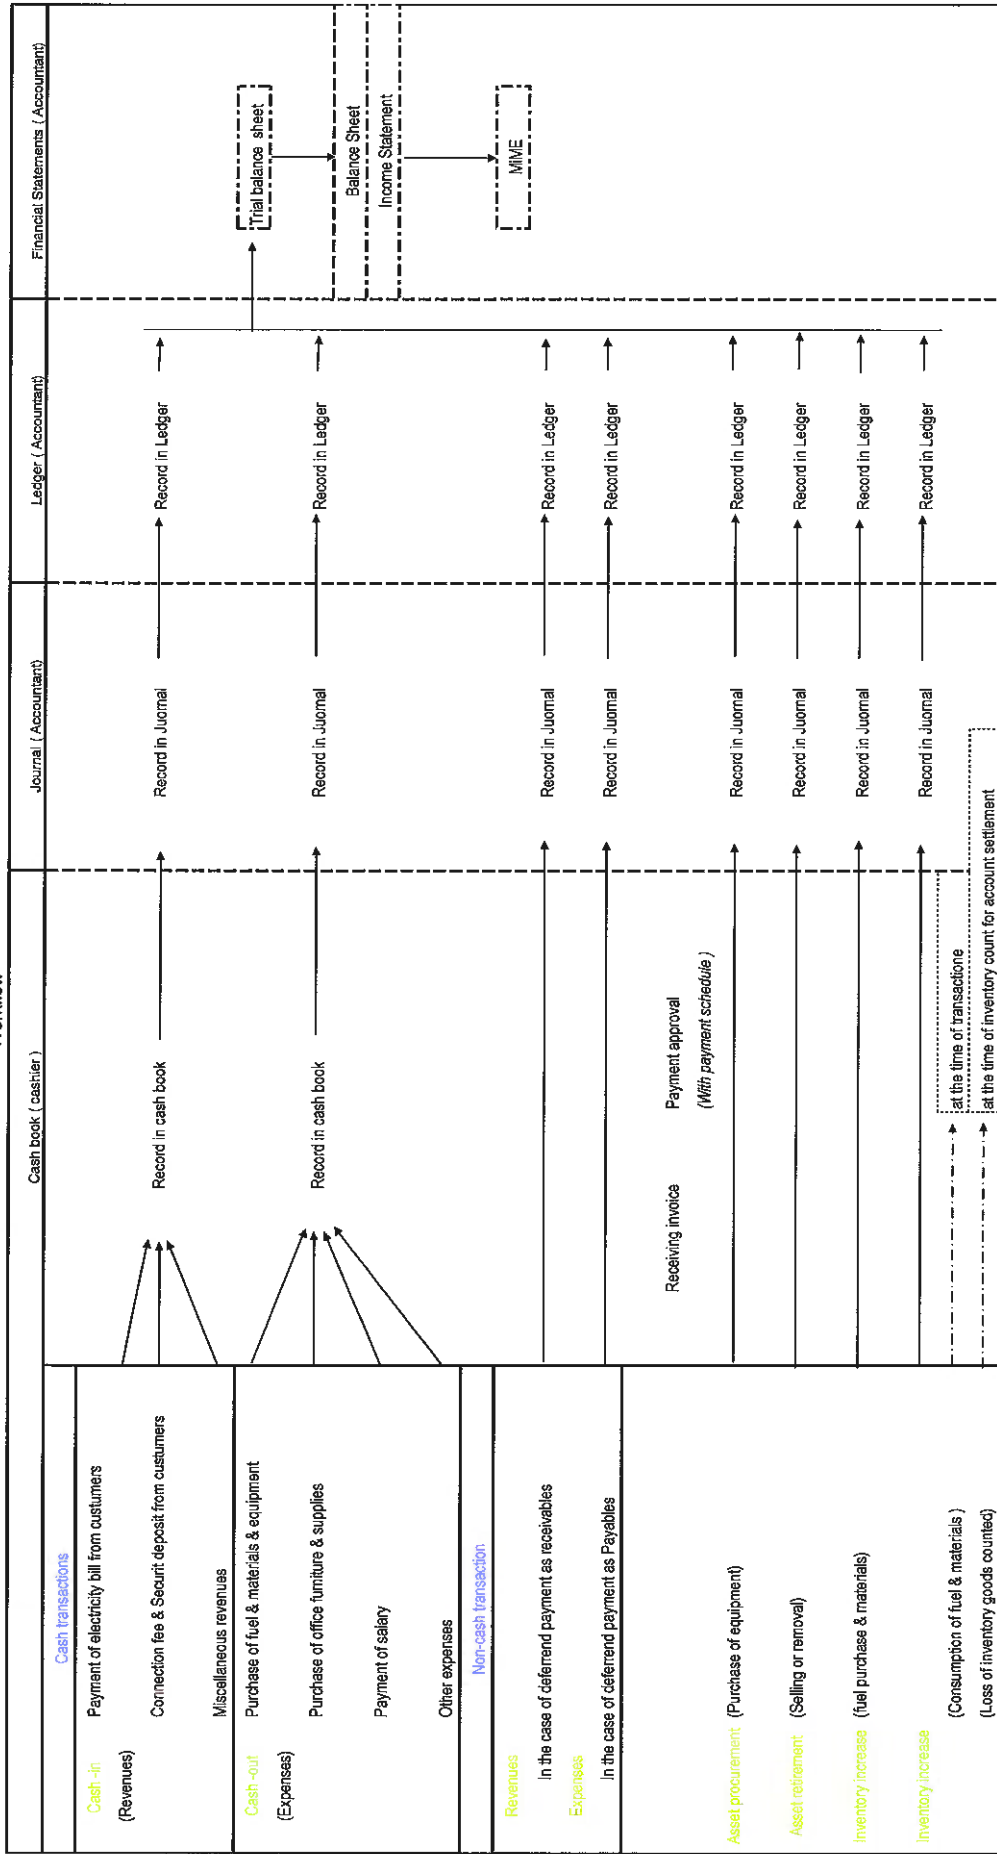 Cash book ( cashier )
Journal ( Accountant)
Ledger ( Accountant)
Financial Statements ( Accountant)
Cash transactions
Cash -in
Payment of electricity bill from custumers
(Revenues)
Connection fee & Securit deposit from custumers
Record in cash book
Record in Juornal
Record in Ledger
Miscellaneous revenues
Trial balance sheet
Cash -out
Purchase of fuel & materials & equipment
(Expenses)
Purchase of office furniture & supplies
Record in cash book
Record in Juornal
Record in Ledger
Balance Sheet
Payment of salary
Income Statement
Other expenses
Non-cash transaction
MIME
Revenues
In the case of deferrend payment as receivables
Record in Juornal
Record in Ledger
Expenses
In the case of deferrend payment as Payables
Record in Juornal
Record in Ledger
Receiving invoice
Payment approval
(With payment schedule )
Asset procurement
(Purchase of equipment)
Record in Juornal
Record in Ledger
Asset retirement
(Selling or removal)
Record in Juornal
Record in Ledger
Inventory increase
(fuel purchase & materials)
Record in Juornal
Record in Ledger
Inventory increase
Record in Juornal
Record in Ledger
(Consumption of fuel & materials )
at the time of transactione
(Loss of inventory goods counted)
at the time of inventory count for account settlement